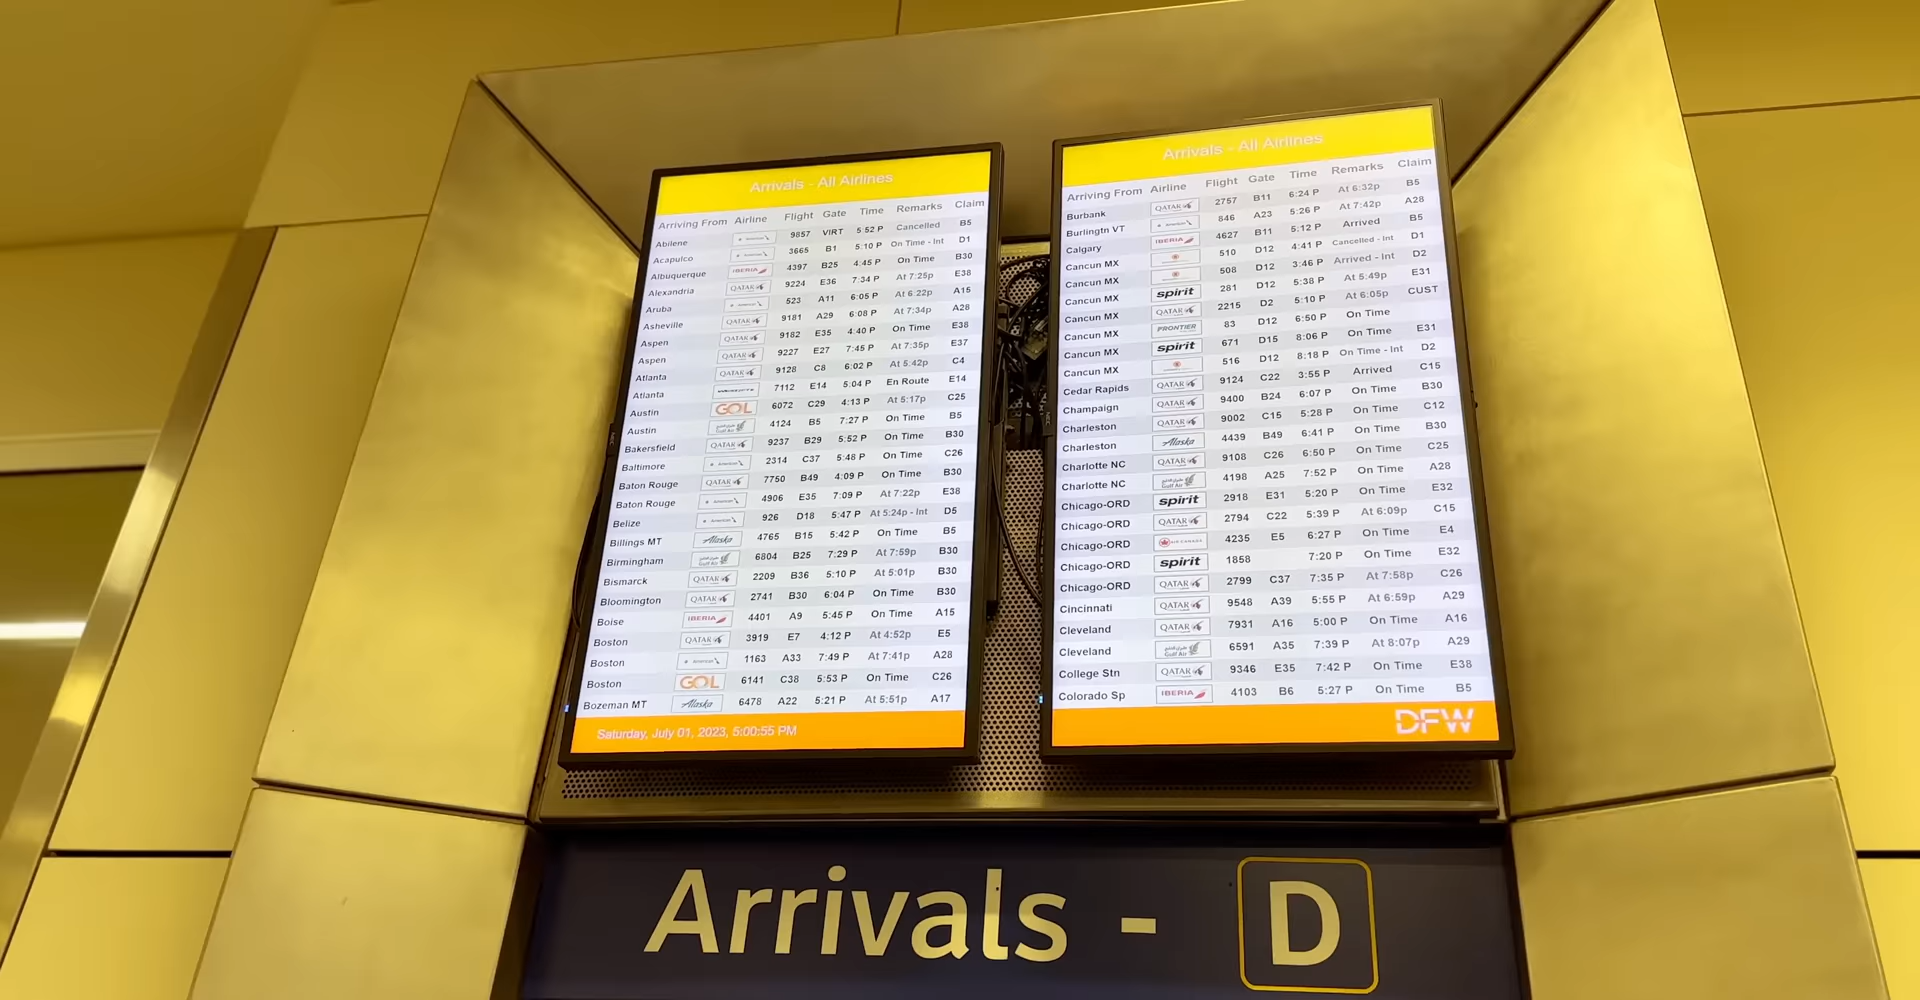 Arrivals - All Airlines
Arriving From Airline Flight Gate Time Remarks Claim
Abilene American 9857 VIRT 5:52 P Cancelled B5
Acapulco American 3665 B1 5:10 P On Time - Int D1
Albuquerque IBERIA 4397 B25 4:45 P On Time B30
Alexandria QATAR 9224 E36 7:34 P At 7:25p E38
Aruba American 523 A11 6:05 P At 6:22p A15
Asheville QATAR 9181 A29 6:08 P At 7:34p A28
Aspen QATAR 9182 E35 4:40 P On Time E38
Aspen QATAR 9227 E27 7:45 P At 7:35p E37
Atlanta QATAR 9128 C8 6:02 P At 5:42p C4
Atlanta 7112 E14 5:04 P En Route E14
Austin GOL 6072 C29 4:13 P At 5:17p C25
Austin Gulf Air 4124 B5 7:27 P On Time B5
Bakersfield QATAR 9237 B29 5:52 P On Time B30
Baltimore American 2314 C37 5:48 P On Time C26
Baton Rouge QATAR 7750 B49 4:09 P On Time B30
Baton Rouge American 4906 E35 7:09 P At 7:22p E38
Belize American 926 D18 5:47 P At 5:24p - Int D5
Billings MT Alaska 4765 B15 5:42 P On Time B5
Birmingham Gulf Air 6804 B25 7:29 P At 7:59p B30
Bismarck QATAR 2209 B36 5:10 P At 5:01p B30
Bloomington QATAR 2741 B30 6:04 P On Time B30
Boise IBERIA 4401 A9 5:45 P On Time A15
Boston QATAR 3919 E7 4:12 P At 4:52p E5
Boston American 1163 A33 7:49 P At 7:41p A28
Boston GOL 6141 C38 5:53 P On Time C26
Bozeman MT Alaska 6478 A22 5:21 P At 5:51p A17
Saturday, July 01, 2023, 5:00:55 PM
Arrivals - All Airlines
Arriving From Airline Flight Gate Time Remarks Claim
Burbank QATAR 2757 B11 6:24 P At 6:32p B5
Burlingtn VT American 846 A23 5:26 P At 7:42p A28
Calgary IBERIA 4627 B11 5:12 P Arrived B5
Cancun MX 510 D12 4:41 P Cancelled - Int D1
Cancun MX 508 D12 3:46 P Arrived - Int D2
Cancun MX spirit 281 D12 5:38 P At 5:49p E31
Cancun MX QATAR 2215 D2 5:10 P At 6:05p CUST
Cancun MX FRONTIER 83 D12 6:50 P On Time
Cancun MX spirit 671 D15 8:06 P On Time E31
Cancun MX 516 D12 8:18 P On Time - Int D2
Cedar Rapids QATAR 9124 C22 3:55 P Arrived C15
Champaign QATAR 9400 B24 6:07 P On Time B30
Charleston QATAR 9002 C15 5:28 P On Time C12
Charleston Alaska 4439 B49 6:41 P On Time B30
Charlotte NC QATAR 9108 C26 6:50 P On Time C25
Charlotte NC Gulf Air 4198 A25 7:52 P On Time A28
Chicago-ORD spirit 2918 E31 5:20 P On Time E32
Chicago-ORD QATAR 2794 C22 5:39 P At 6:09p C15
Chicago-ORD AIR CANADA 4235 E5 6:27 P On Time E4
Chicago-ORD spirit 1858 7:20 P On Time E32
Chicago-ORD QATAR 2799 C37 7:35 P At 7:58p C26
Cincinnati QATAR 9548 A39 5:55 P At 6:59p A29
Cleveland QATAR 7931 A16 5:00 P On Time A16
Cleveland Gulf Air 6591 A35 7:39 P At 8:07p A29
College Stn QATAR 9346 E35 7:42 P On Time E38
Colorado Sp IBERIA 4103 B6 5:27 P On Time B5
DFW
Arrivals - D